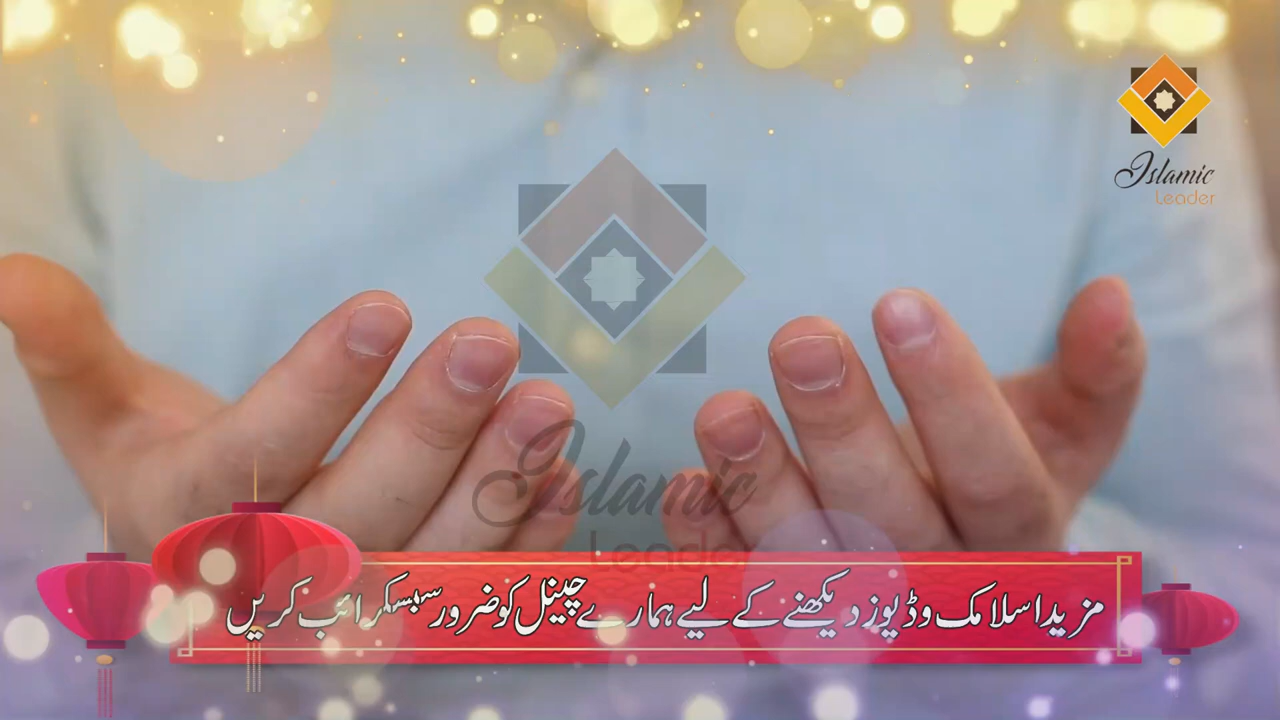 Islamic
Leader
Islamic
Leader
مزید اسلامک وڈیوز دیکھنے کے لیے ہمارے چینل کو ضرور سبسکرائب کریں